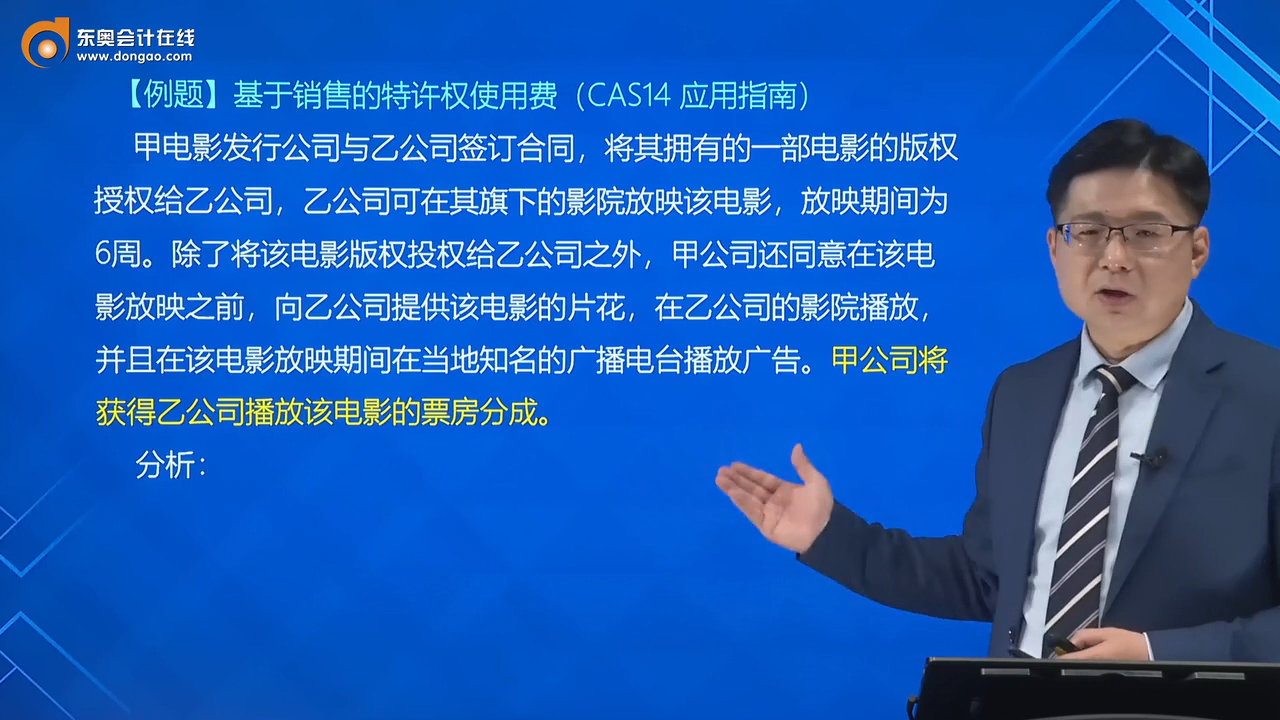 东奥会计在线
www.dongao.com
【例题】基于销售的特许权使用费（CAS14 应用指南）
甲电影发行公司与乙公司签订合同，将其拥有的一部电影的版权
授权给乙公司，乙公司可在其旗下的影院放映该电影，放映期间为
6周。除了将该电影版权投权给乙公司之外，甲公司还同意在该电
影放映之前，向乙公司提供该电影的片花，在乙公司的影院播放，
并且在该电影放映期间在当地知名的广播电台播放广告。甲公司将
获得乙公司播放该电影的票房分成。
分析：